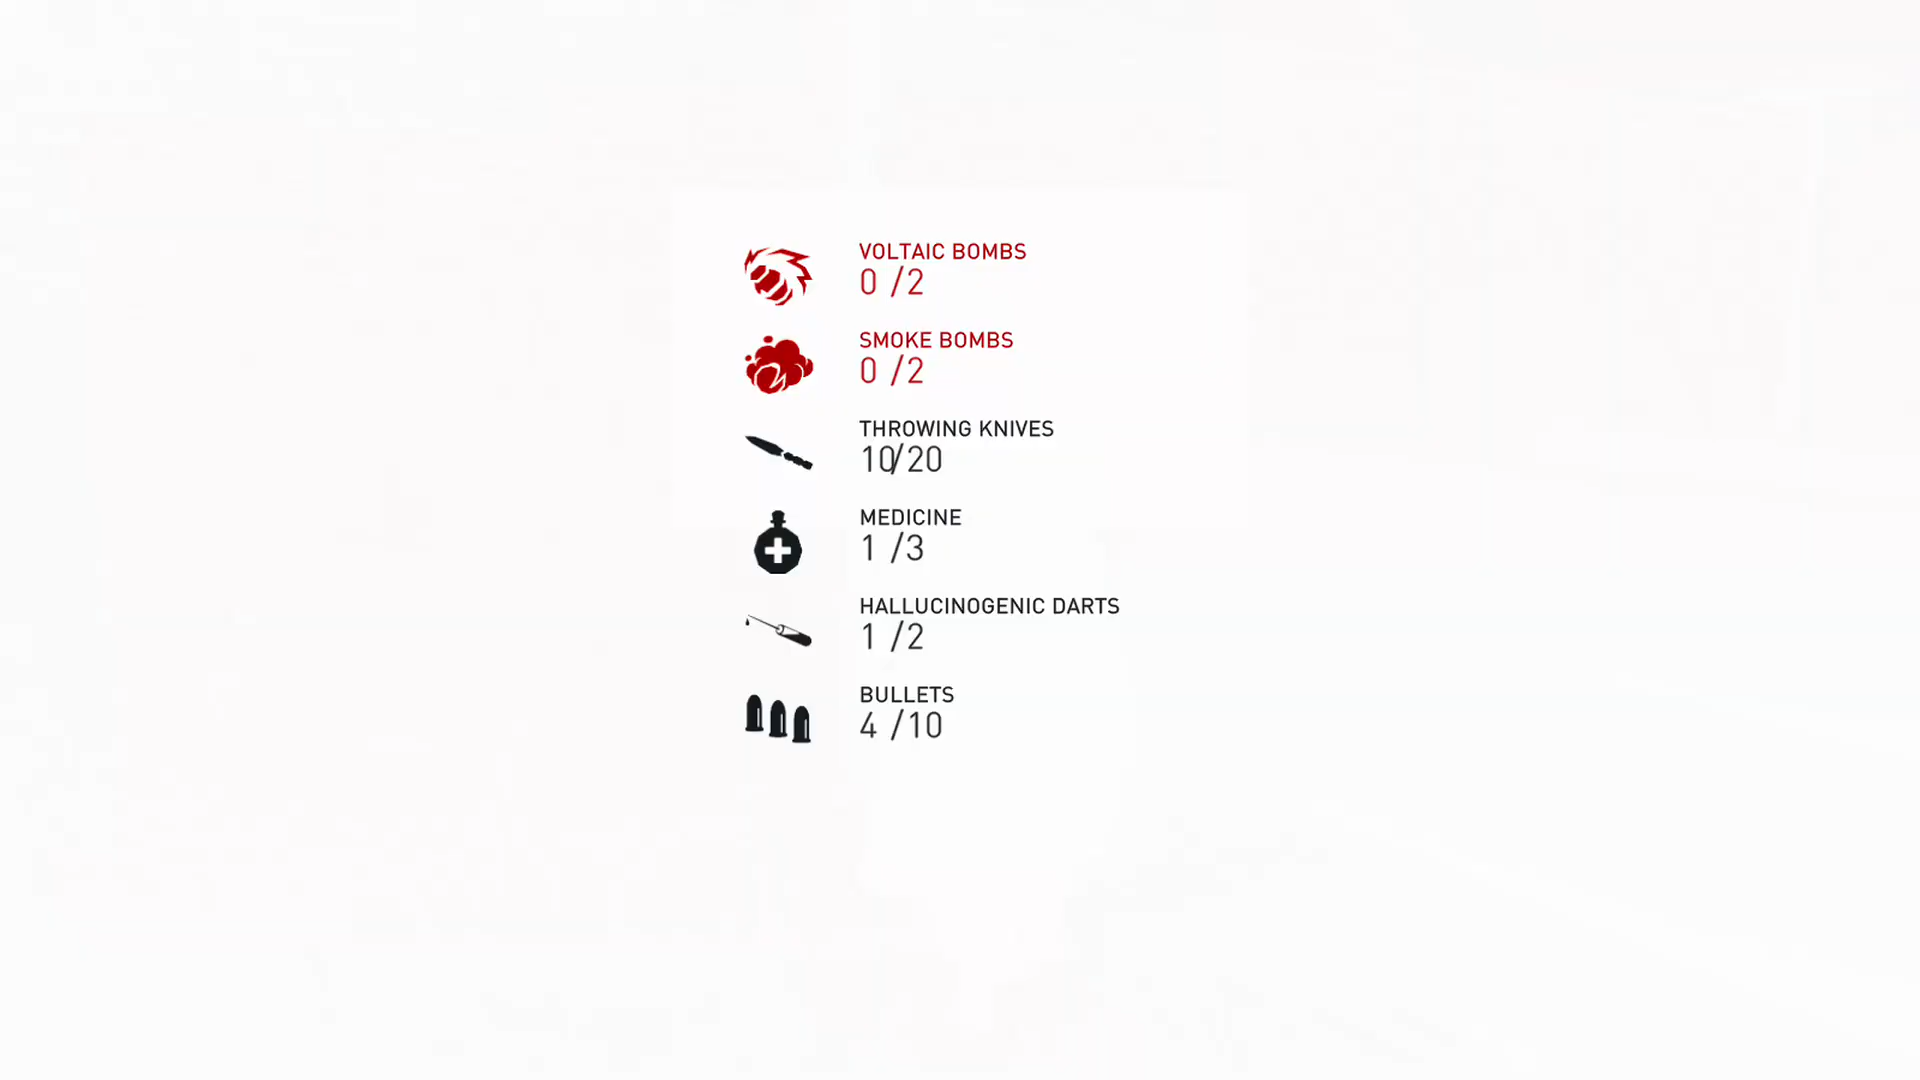 VOLTAIC BOMBS
0 /2
SMOKE BOMBS
0 /2
THROWING KNIVES
10/20
MEDICINE
1 /3
HALLUCINOGENIC DARTS
1 /2
BULLETS
4 /10